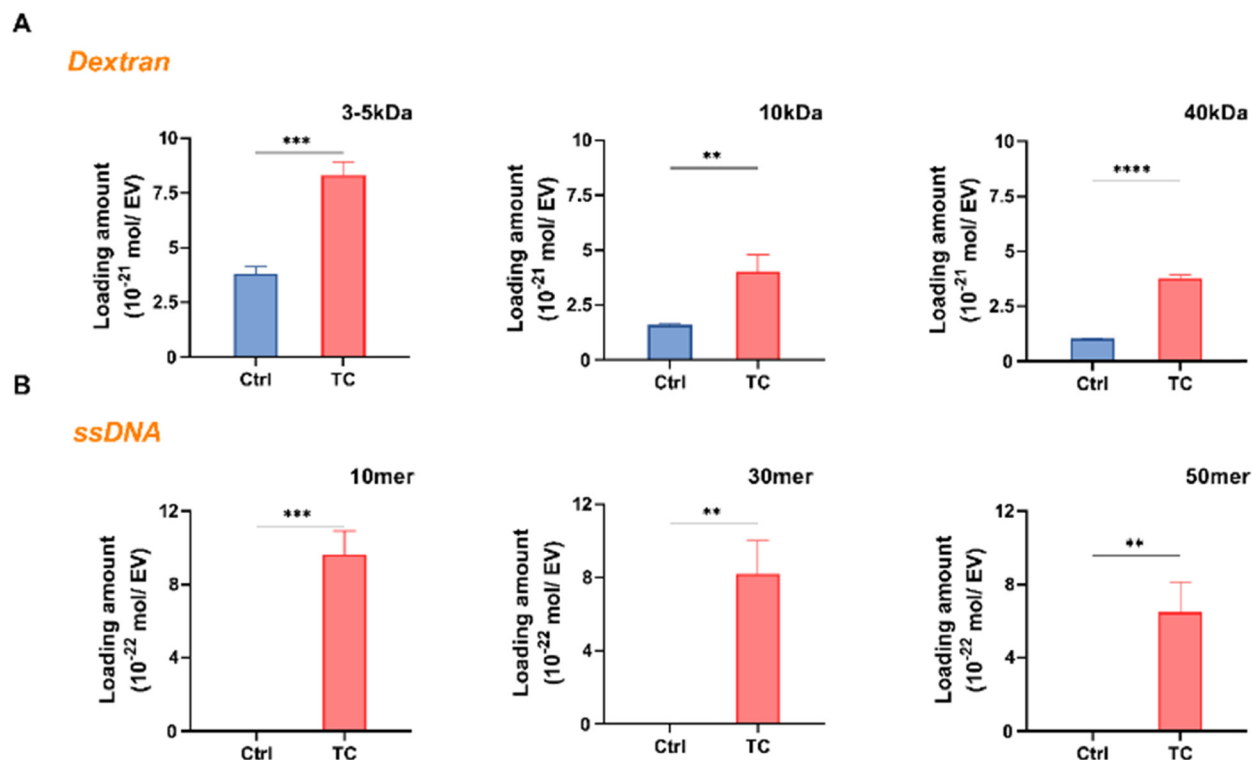 A
Dextran
3-5kDa
10kDa
40kDa
Loading amount
(10⁻²¹ mol/ EV)
10
7.5
5
2.5
0
***
Ctrl
TC
Loading amount
(10⁻²¹ mol/ EV)
10
7.5
5
2.5
0
**
Ctrl
TC
Loading amount
(10⁻²¹ mol/ EV)
10
7.5
5
2.5
0
****
Ctrl
TC
B
ssDNA
10mer
30mer
50mer
Loading amount
(10⁻²² mol/ EV)
12
8
4
0
***
Ctrl
TC
Loading amount
(10⁻²² mol/ EV)
12
8
4
0
**
Ctrl
TC
Loading amount
(10⁻²² mol/ EV)
12
8
4
0
**
Ctrl
TC